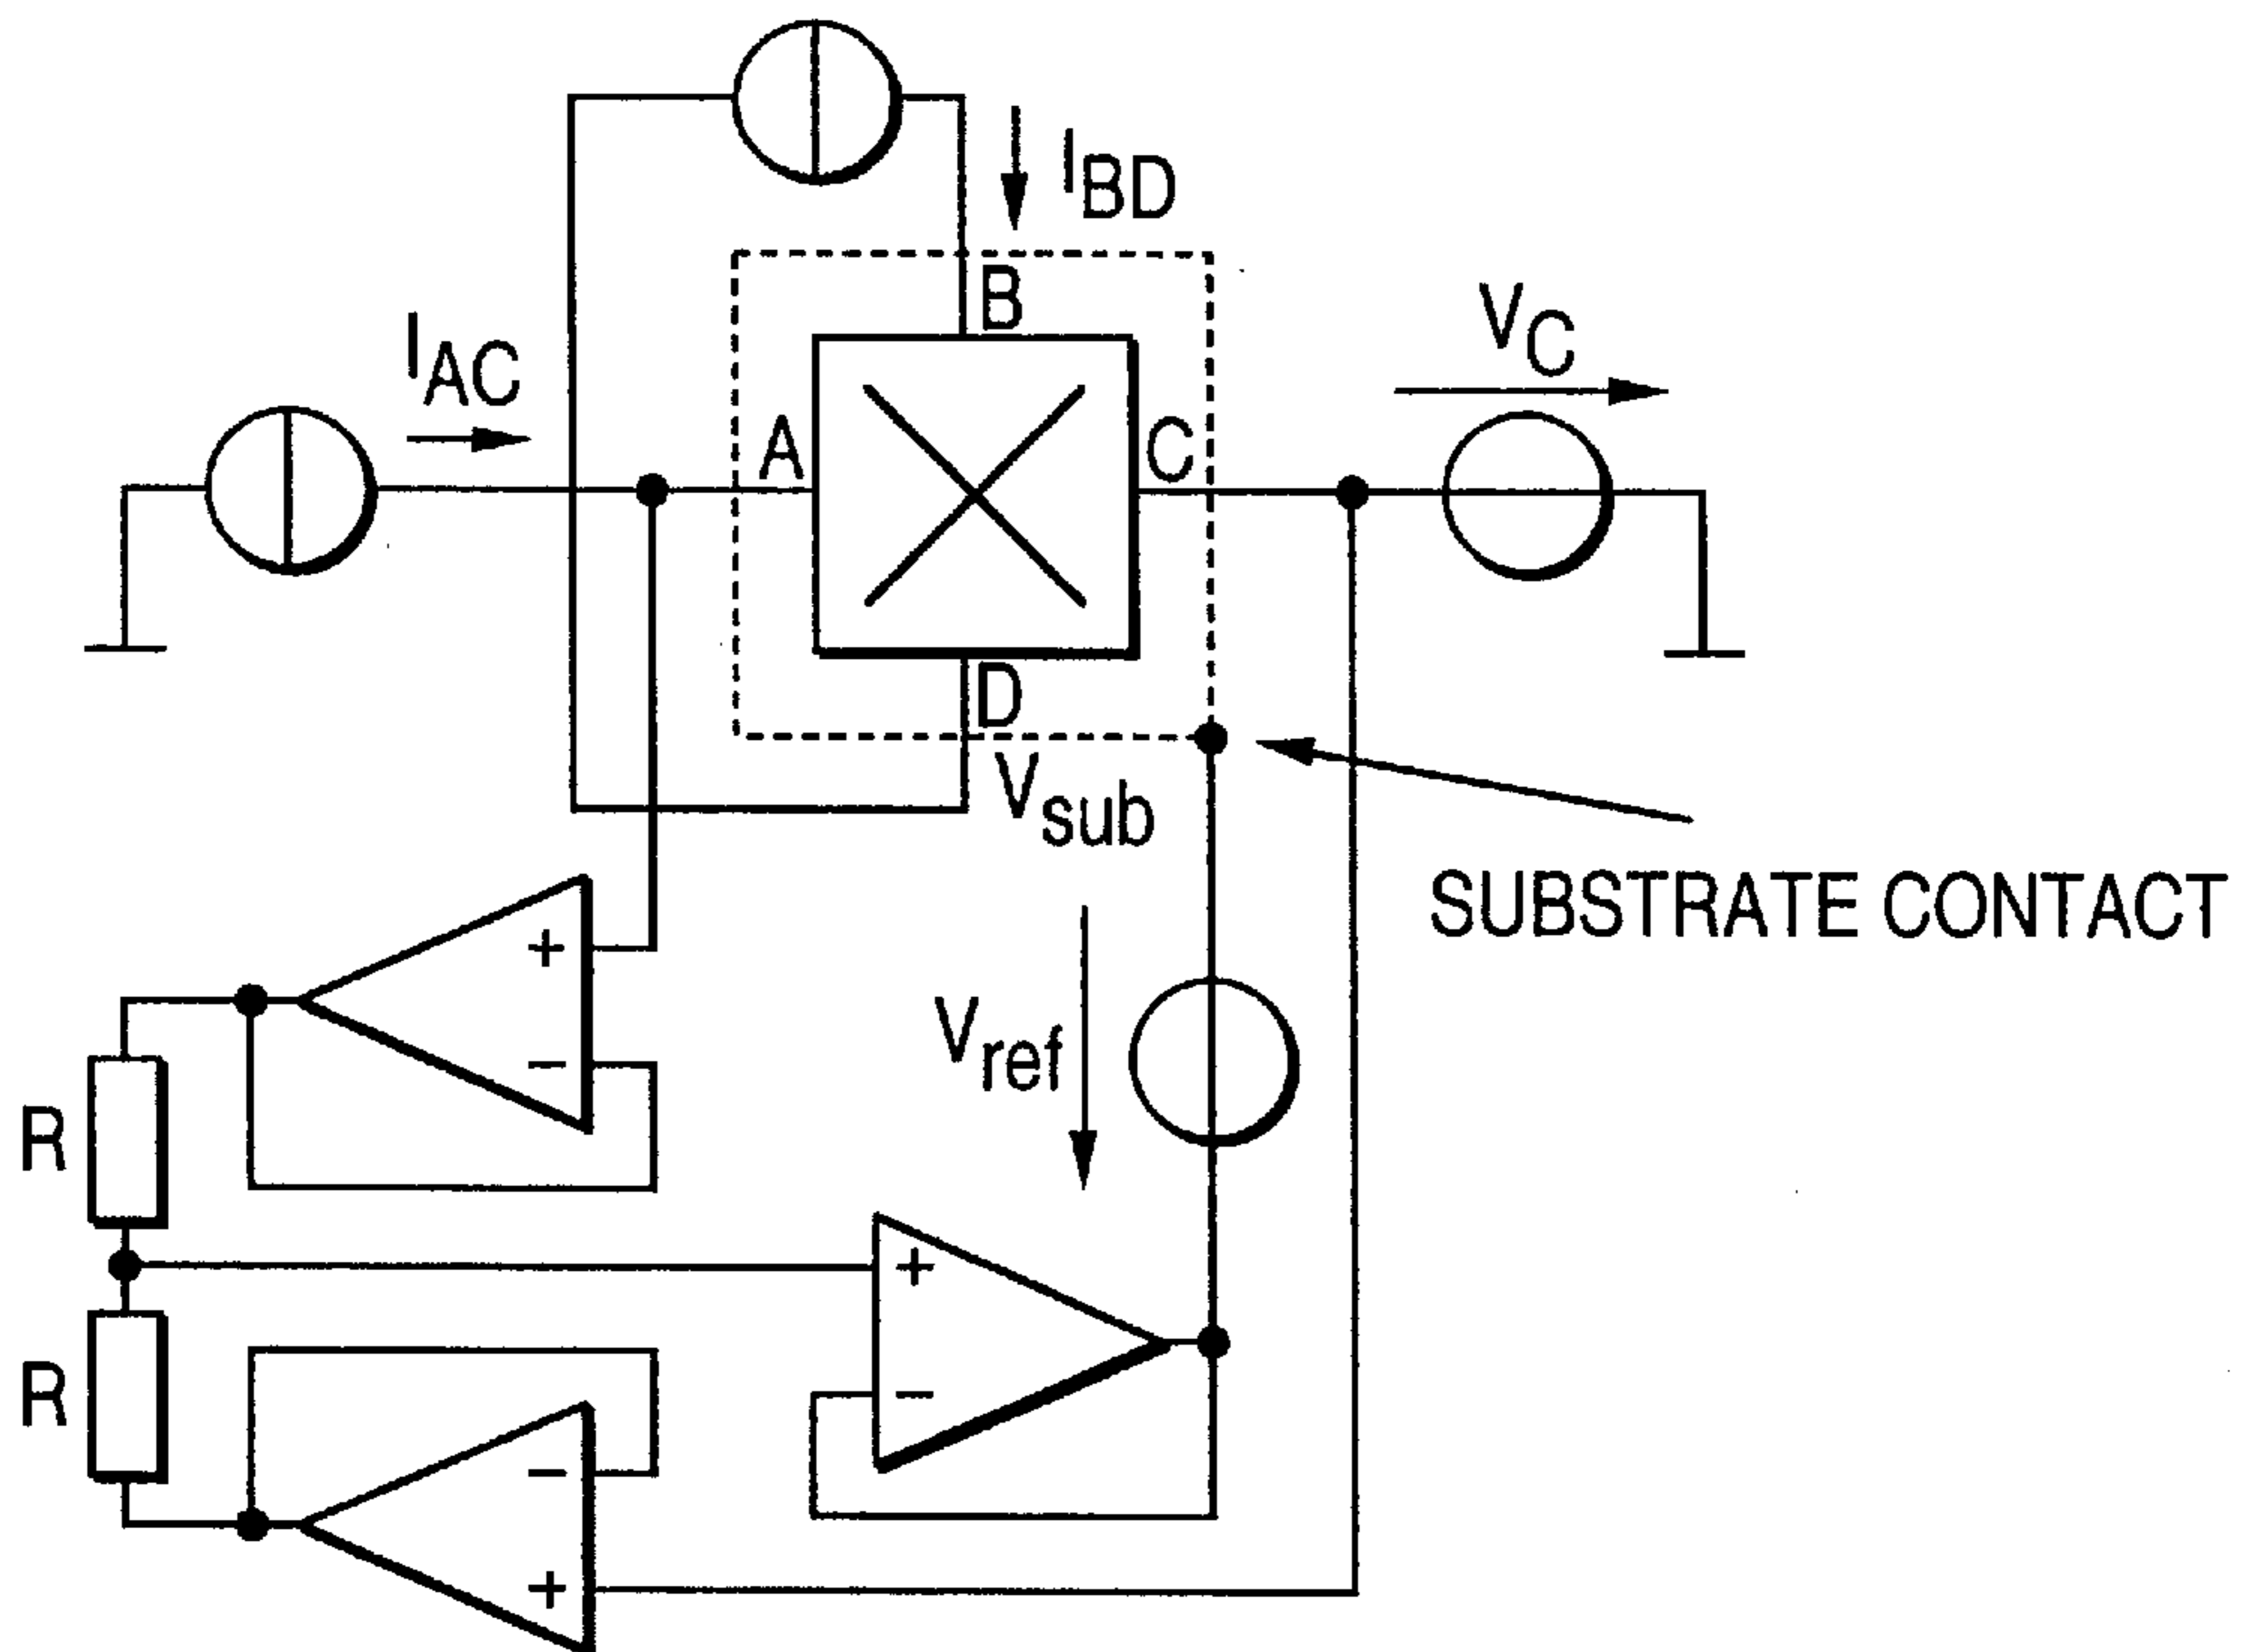 I_BD
B
I_AC
V_C
A
C
D
V_sub
SUBSTRATE CONTACT
+
V_ref
−
R
+
−
R
−
+